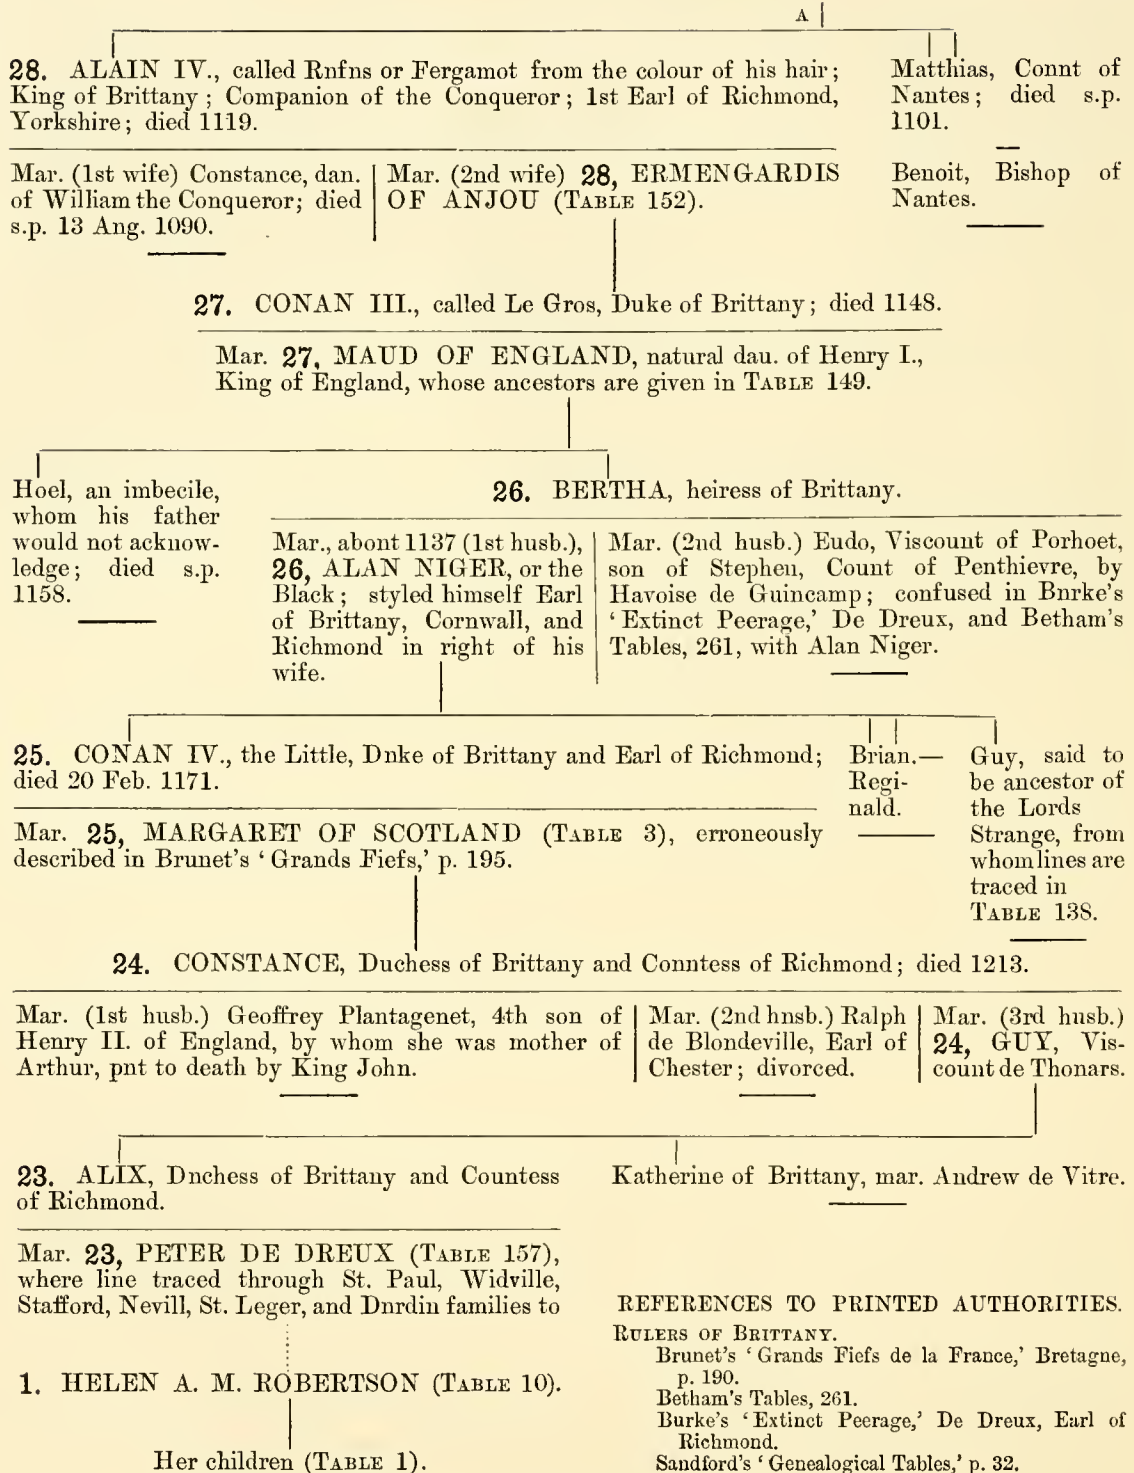 A
28. ALAIN IV., called Rnfns or Fergamot from the colour of his hair;
King of Brittany; Companion of the Conqueror; 1st Earl of Richmond,
Yorkshire; died 1119.
Matthias, Connt of
Nantes; died s.p.
1101.
Mar. (1st wife) Constance, dan.
of William the Conqueror; died
s.p. 13 Ang. 1090.
Mar. (2nd wife) 28, ERMENGARDIS
OF ANJOU (TABLE 152).
Benoit, Bishop of
Nantes.
27. CONAN III., called Le Gros, Duke of Brittany; died 1148.
Mar. 27, MAUD OF ENGLAND, natural dau. of Henry I.,
King of England, whose ancestors are given in TABLE 149.
Hoel, an imbecile,
whom his father
would not acknow-
ledge; died s.p.
1158.
26. BERTHA, heiress of Brittany.
Mar., abont 1137 (1st husb.),
26, ALAN NIGER, or the
Black; styled himself Earl
of Brittany, Cornwall, and
Richmond in right of his
wife.
Mar. (2nd husb.) Eudo, Viscount of Porhoet,
son of Stephen, Count of Penthievre, by
Havoise de Guincamp; confused in Bnrke's
'Extinct Peerage,' De Dreux, and Betham's
Tables, 261, with Alan Niger.
25. CONAN IV., the Little, Dnke of Brittany and Earl of Richmond;
died 20 Feb. 1171.
Brian.—
Regi-
nald.
Guy, said to
be ancestor of
the Lords
Strange, from
whom lines are
traced in
TABLE 138.
Mar. 25, MARGARET OF SCOTLAND (TABLE 3), erroneously
described in Brunet's 'Grands Fiefs,' p. 195.
24. CONSTANCE, Duchess of Brittany and Conntess of Richmond; died 1213.
Mar. (1st husb.) Geoffrey Plantagenet, 4th son of
Henry II. of England, by whom she was mother of
Arthur, pnt to death by King John.
Mar. (2nd hnsb.) Ralph
de Blondeville, Earl of
Chester; divorced.
Mar. (3rd husb.)
24, GUY, Vis-
count de Thonars.
23. ALIX, Dnchess of Brittany and Countess
of Richmond.
Katherine of Brittany, mar. Andrew de Vitre.
Mar. 23, PETER DE DREUX (TABLE 157),
where line traced through St. Paul, Widville,
Stafford, Nevill, St. Leger, and Dnrdin families to
1. HELEN A. M. ROBERTSON (TABLE 10).
Her children (TABLE 1).
REFERENCES TO PRINTED AUTHORITIES.
RULERS OF BRITTANY.
Brunet's 'Grands Fiefs de la France,' Bretagne,
p. 190.
Betham's Tables, 261.
Burke's 'Extinct Peerage,' De Dreux, Earl of
Richmond.
Sandford's 'Genealogical Tables,' p. 32.